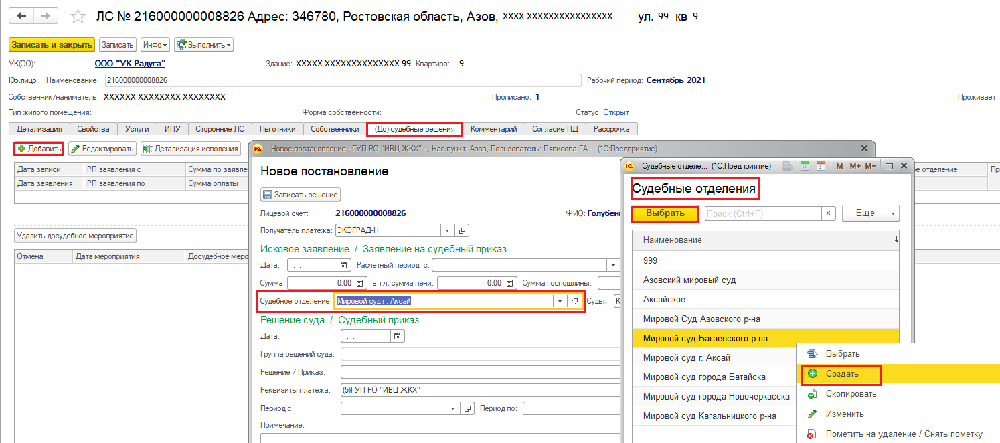 ЛС № 216000000008826 Адрес: 346780, Ростовская область, Азов, XXXX XXXXXXXXXXXXXXXX ул. 99 кв 9
Записать и закрыть Записать Инфо Выполнить
УК(ОО): ООО "УК Радуга" Здание: XXXXX XXXXXXXXXXXXXX 99 Квартира: 9
Юр.лицо Наименование: 216000000008826 Рабочий период: Сентябрь 2021
Собственник/наниматель: XXXXXX XXXXXXXX XXXXXXXX Прописано: 1 Проживает:
Тип жилого помещения: Форма собственности: Статус: Открыт
Детализация Свойства Услуги ИПУ Сторонние ЛС Льготники Собственники (До) судебные решения Комментарий Согласие ПД Рассрочка
Добавить Редактировать Детализация исполения
Дата записи РП заявления с Сумма по заявле
Дата заявления РП заявления по Сумма оплаты
е отделение Пр
Удалить досудебное мероприятие
Отмена Дата мероприятия Досудебное меро
Новое постановление - ГУП РО "ИВЦ ЖКХ" - , Нас.пункт: Азов, Пользователь: Ляписова ГА - (1С:Предприятие)
Новое постановление
Записать решение
Лицевой счет: 216000000008826 ФИО: Голубен
Получатель платежа: ЭКОГРАД-Н
Исковое заявление / Заявление на судебный приказ
Дата: . . Расчетный период с:
Сумма: 0,00 в т.ч. сумма пени: 0,00 Сумма госпошлины:
Судебное отделение: Мировой суд г. Аксай Судья: К
Решение суда / Судебный приказ
Дата: . .
Группа решений суда:
Решение / Приказ:
Реквизиты платежа: (5)ГУП РО "ИВЦ ЖКХ"
Период с: Период по:
Примечание:
Судебные отделе... (1С:Предприятие) 31 M M+ M-
Судебные отделения
Выбрать Поиск (Ctrl+F) × Еще
Наименование
999
Азовский мировый суд
Аксайское
Мировой Суд Азовского р-на
Мировой суд Багаевского р-на
Мировой суд г. Аксай
Мировой суд города Батайска
Мировой суд города Новочеркасска
Мировой суд Кагальницкого р-на
Выбрать
Создать
Скопировать
Изменить
Пометить на удаление / Снять пометку